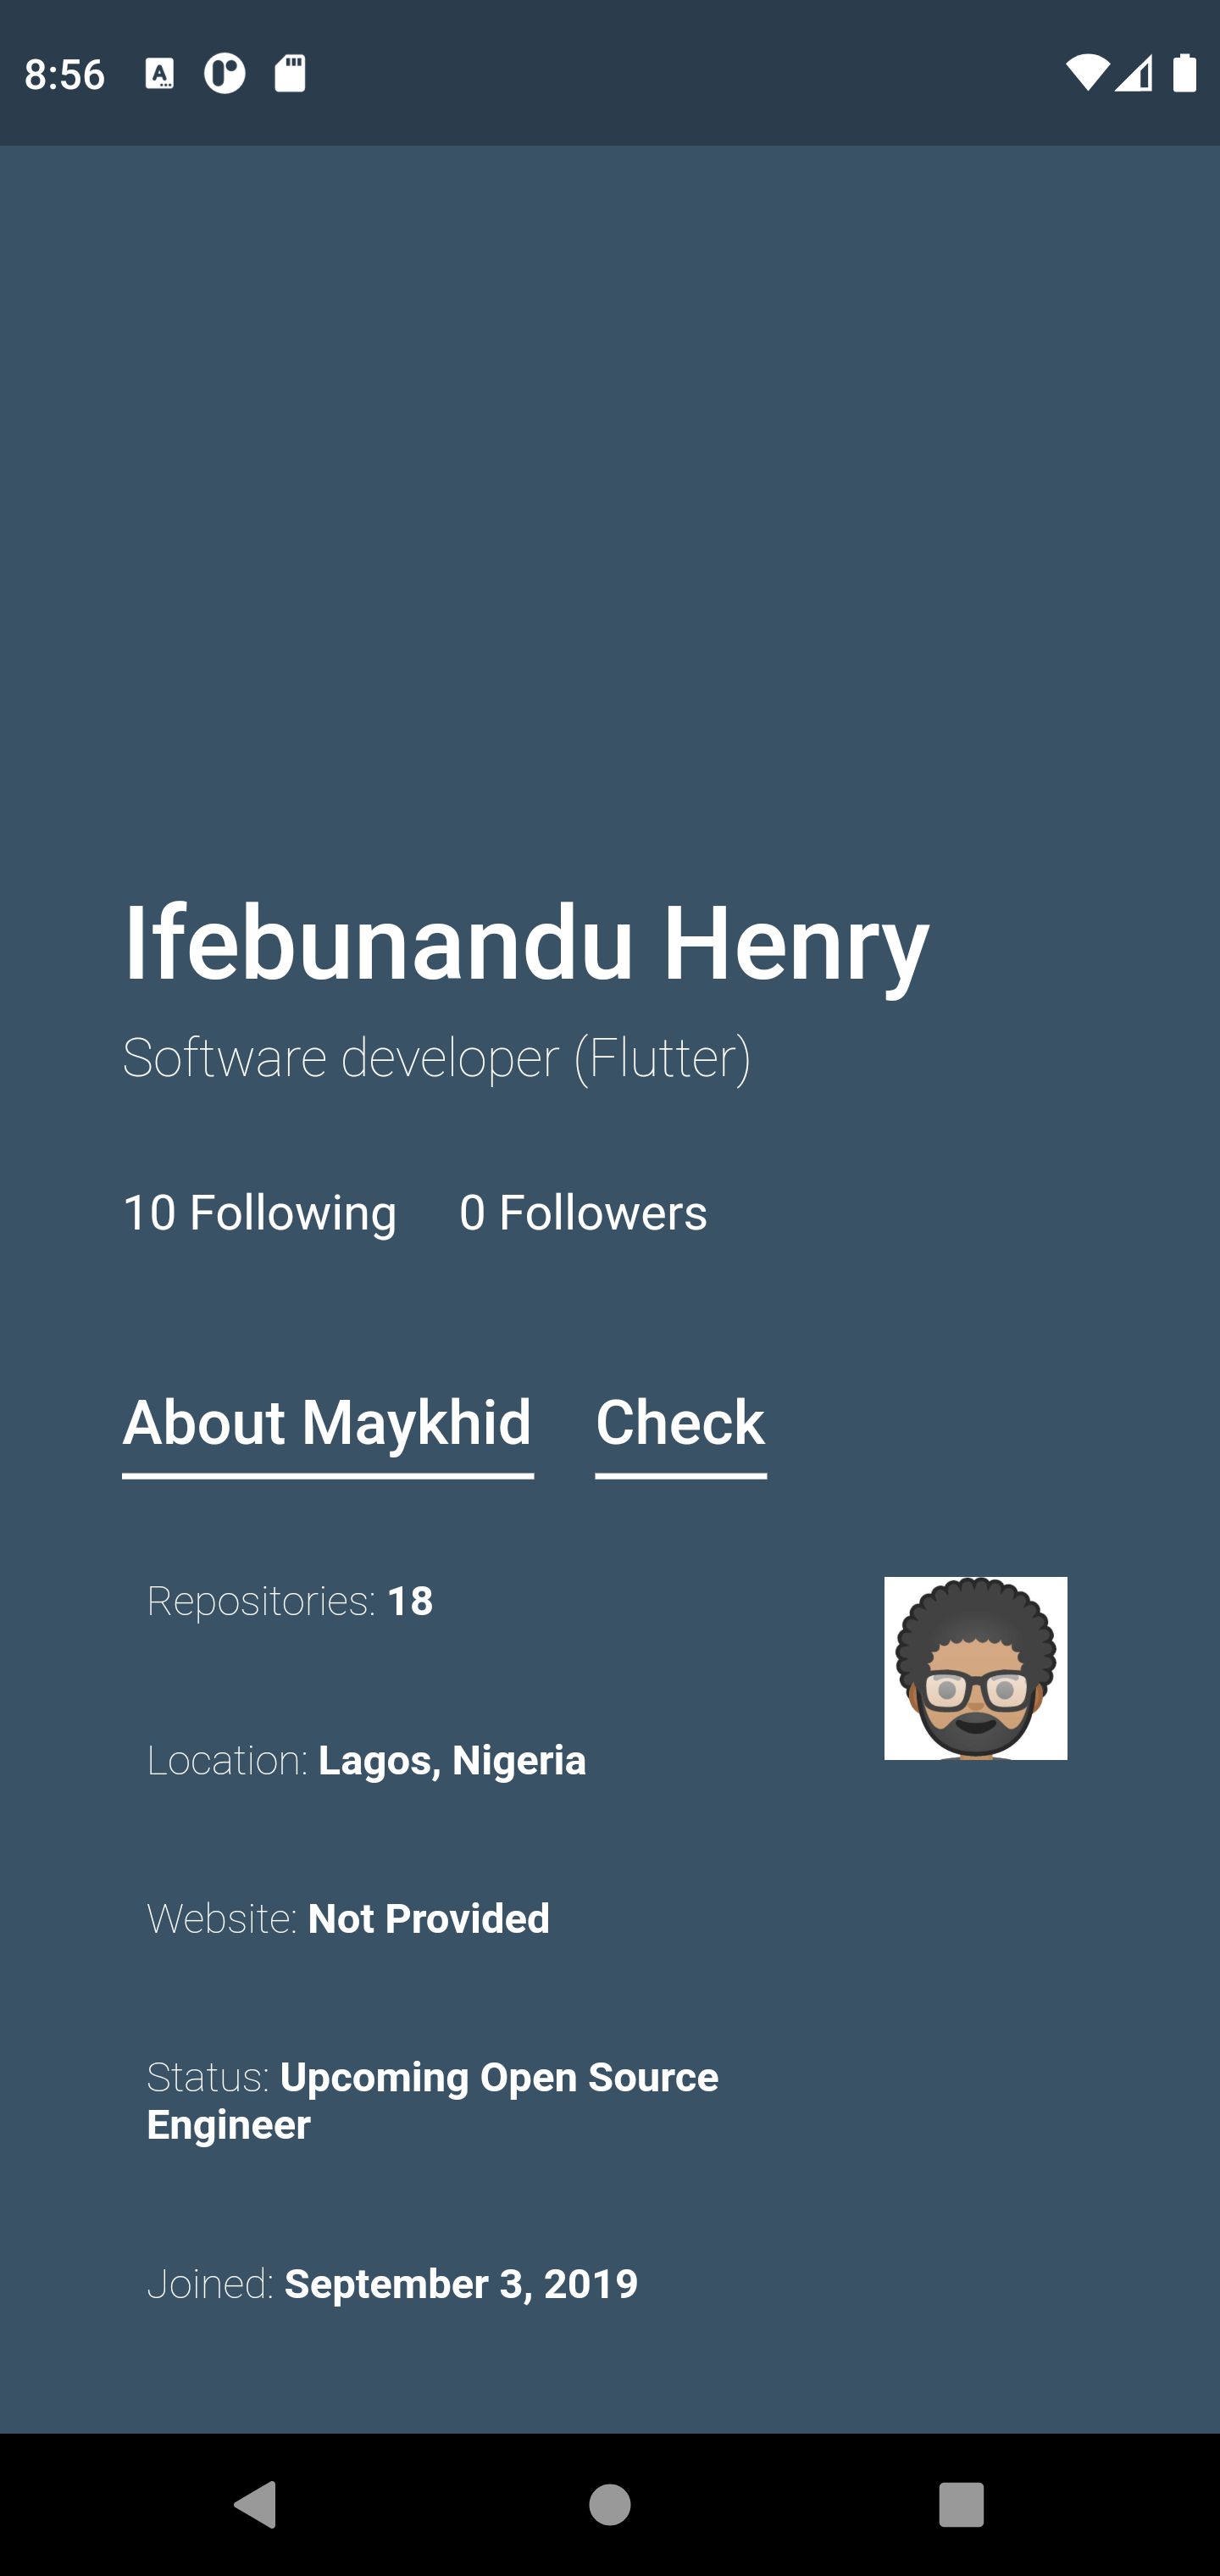 8:56
Ifebunandu Henry
Software developer (Flutter)
10 Following 0 Followers
About Maykhid Check
Repositories: 18
Location: Lagos, Nigeria
Website: Not Provided
Status: Upcoming Open Source
Engineer
Joined: September 3, 2019